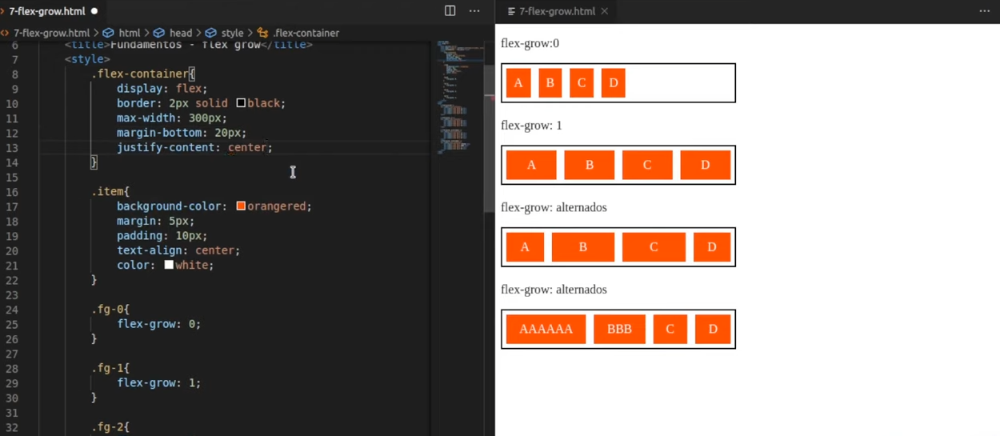 7-flex-grow.html
7-flex-grow.html > html > head > style > .flex-container
6 <title>Fundamentos - flex grow</title>
7 <style>
8 .flex-container{
9 display: flex;
10 border: 2px solid black;
11 max-width: 300px;
12 margin-bottom: 20px;
13 justify-content: center;
14 }
15
16 .item{
17 background-color: orangered;
18 margin: 5px;
19 padding: 10px;
20 text-align: center;
21 color: white;
22 }
23
24 .fg-0{
25 flex-grow: 0;
26 }
27
28 .fg-1{
29 flex-grow: 1;
30 }
31
32 .fg-2{
7-flex-grow.html
flex-grow:0
A B C D
flex-grow: 1
A B C D
flex-grow: alternados
A B C D
flex-grow: alternados
AAAAAA BBB C D